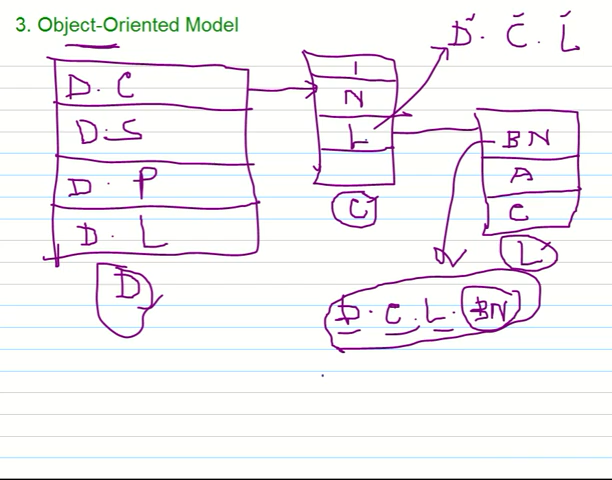 3. Object-Oriented Model
D. C. L
D. C
D. S
D. P
D. L
D
I
N
L
C
BN
A
C
L
D. C. L. BN